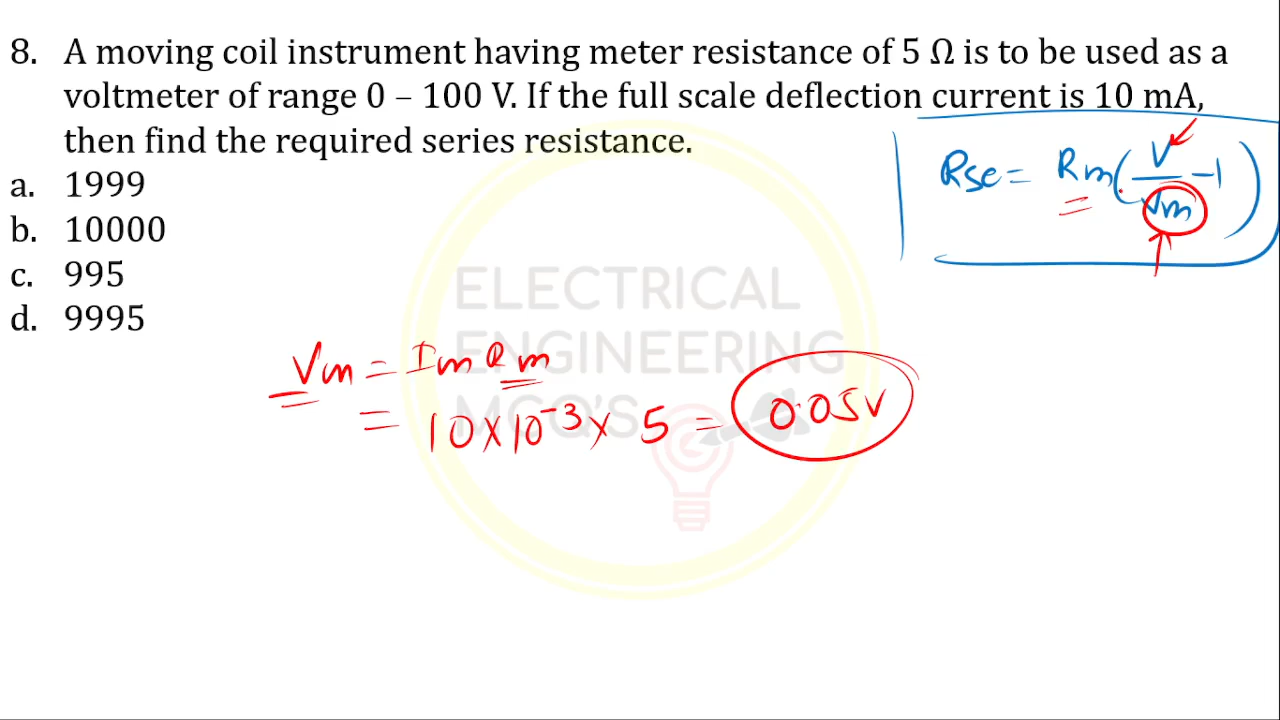 8. A moving coil instrument having meter resistance of 5 Ω is to be used as a
voltmeter of range 0 – 100 V. If the full scale deflection current is 10 mA,
then find the required series resistance.
a. 1999
b. 10000
c. 995
d. 9995
Rse = Rm(V/Vm - 1)
Vm = Im Rm
= 10 x 10^-3 x 5 = 0.05V
ELECTRICAL
ENGINEERING
MCQ'S